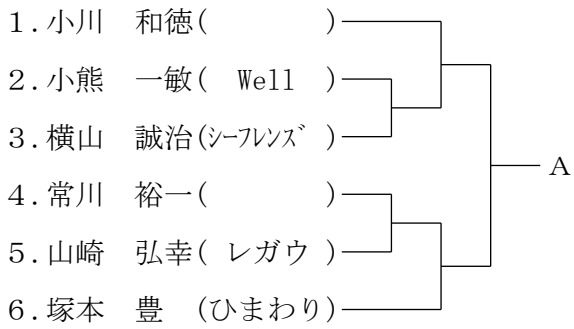 １．小川　和徳(　　　　　)
２．小熊　一敏(　Well　)
３．横山　誠治(ｼｰﾌﾚﾝｽﾞ)
４．常川　裕一(　　　　　)
５．山崎　弘幸( レガウ )
６．塚本　豊　(ひまわり)
A